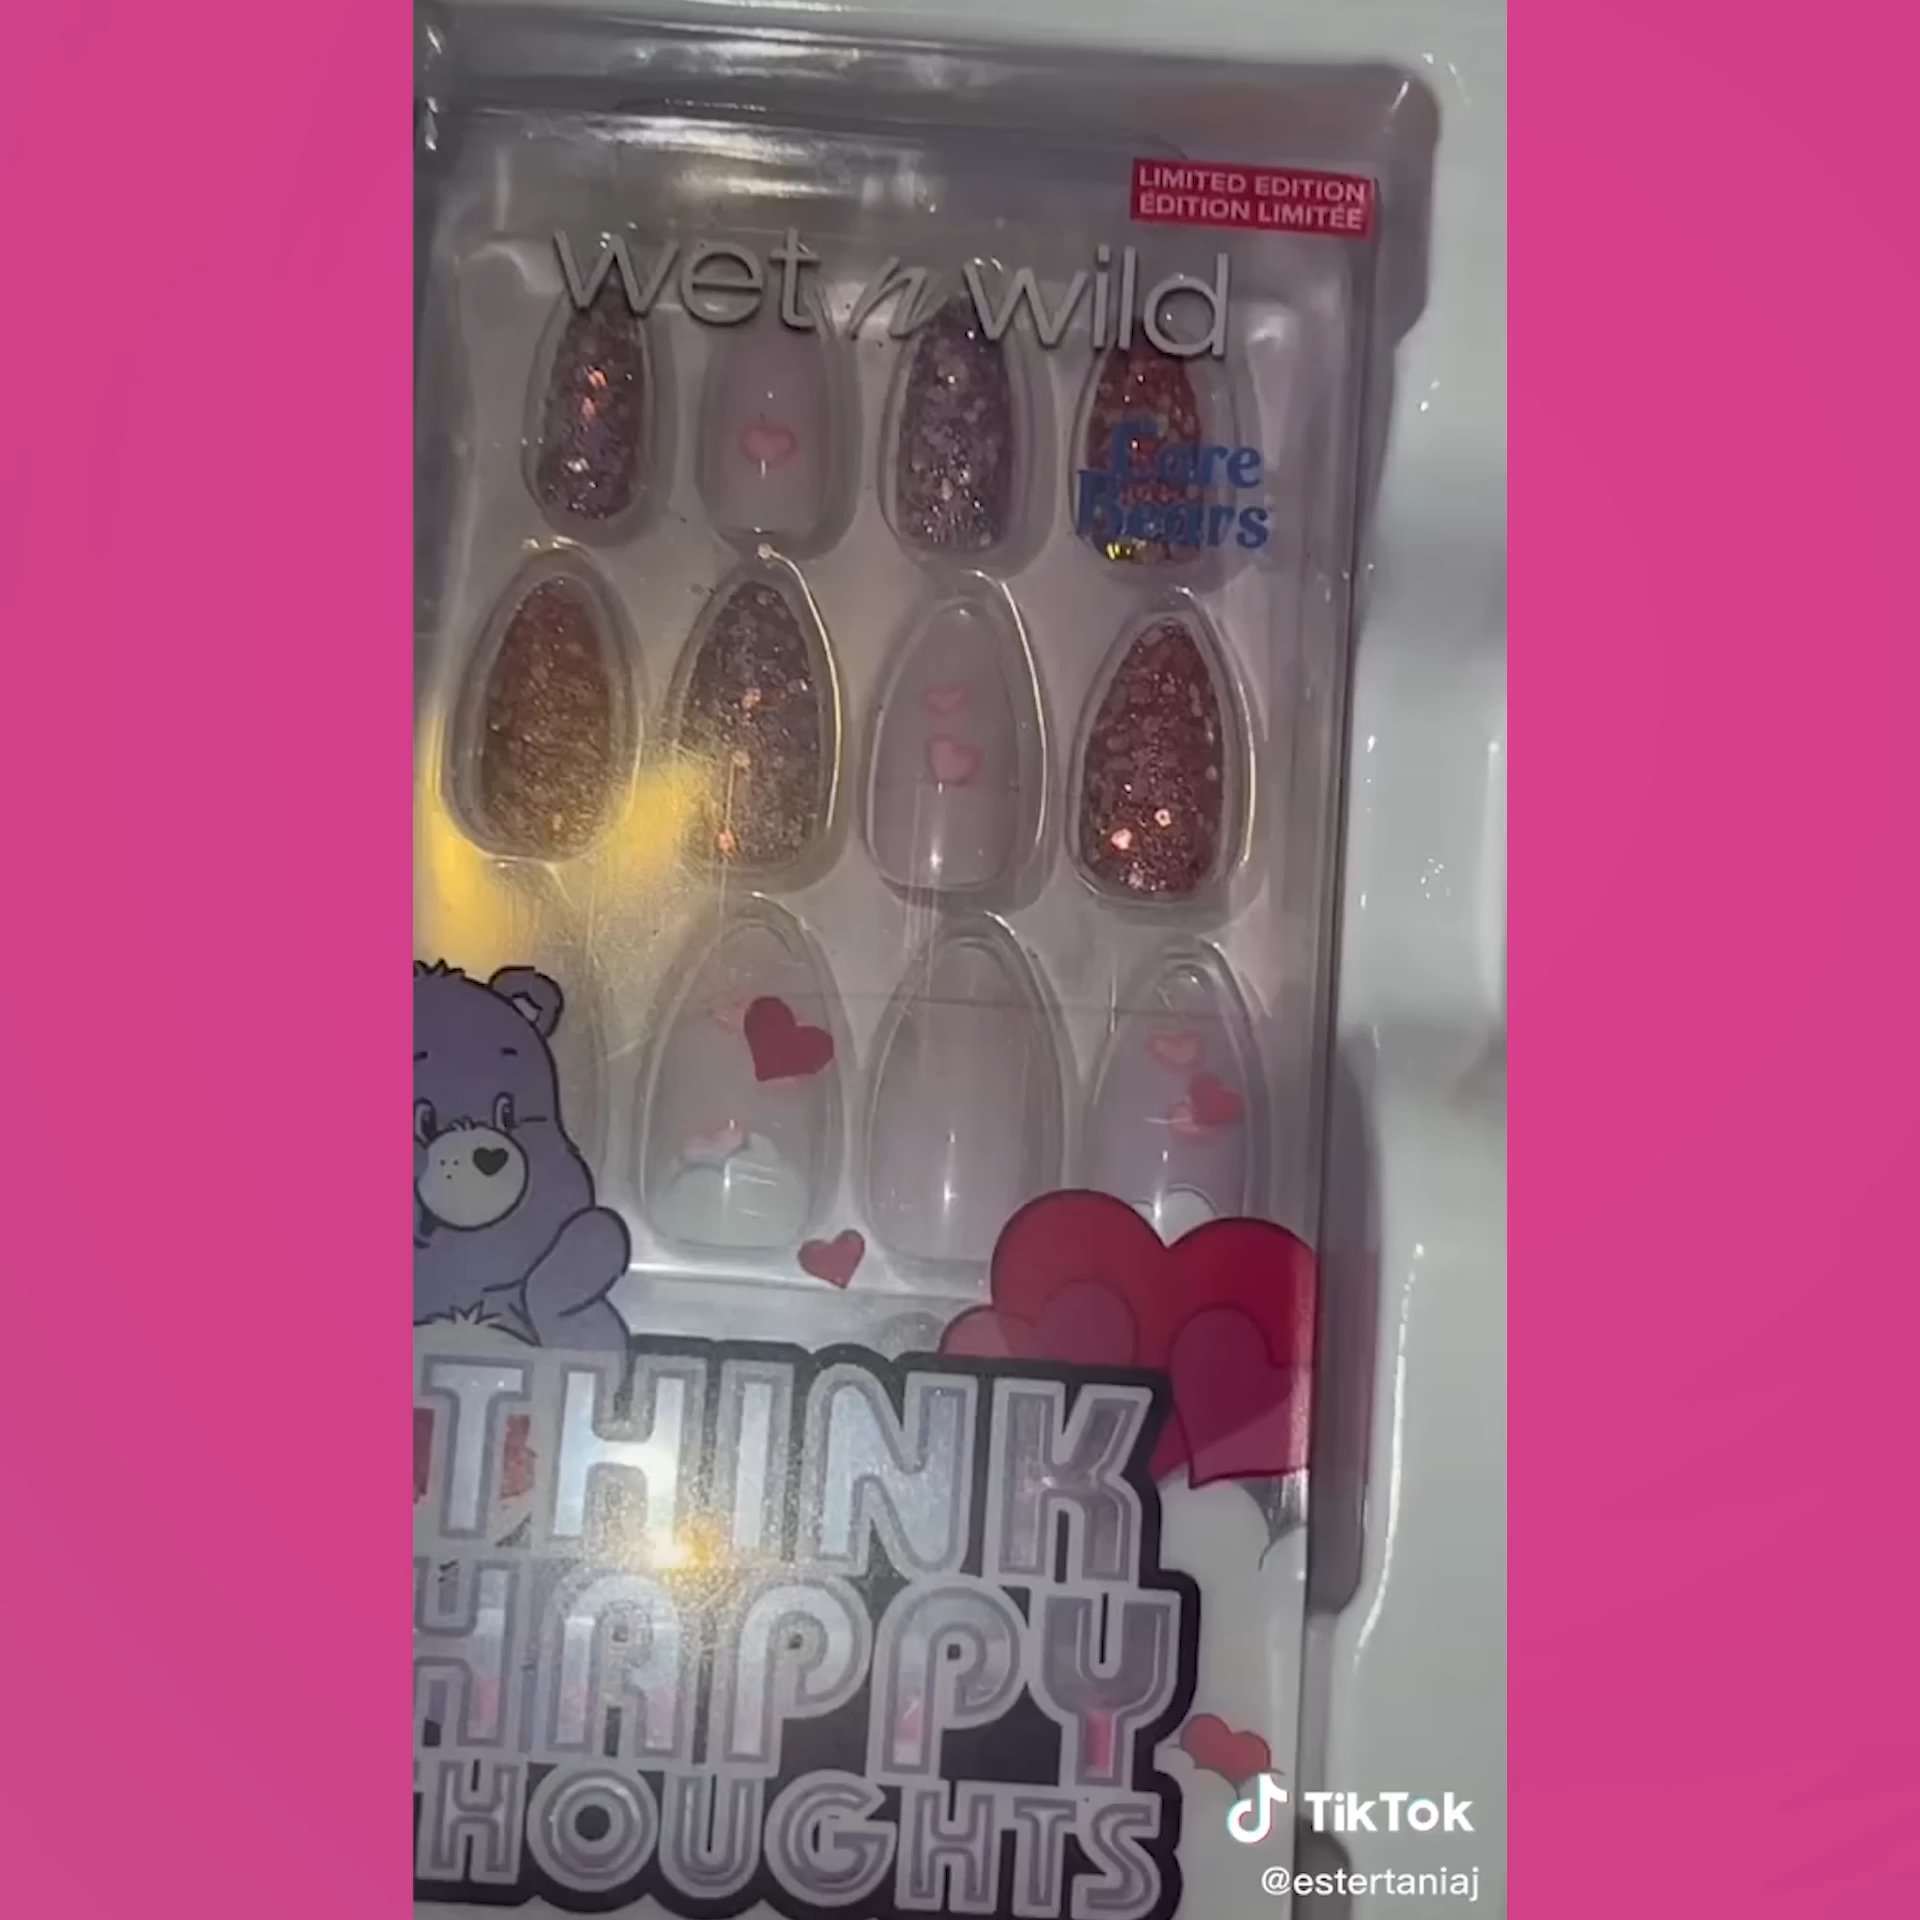 LIMITED EDITION
ÉDITION LIMITÉE
wet n wild
Care
Bears
THINK
HAPPY
THOUGHTS
TikTok
@estertaniaj